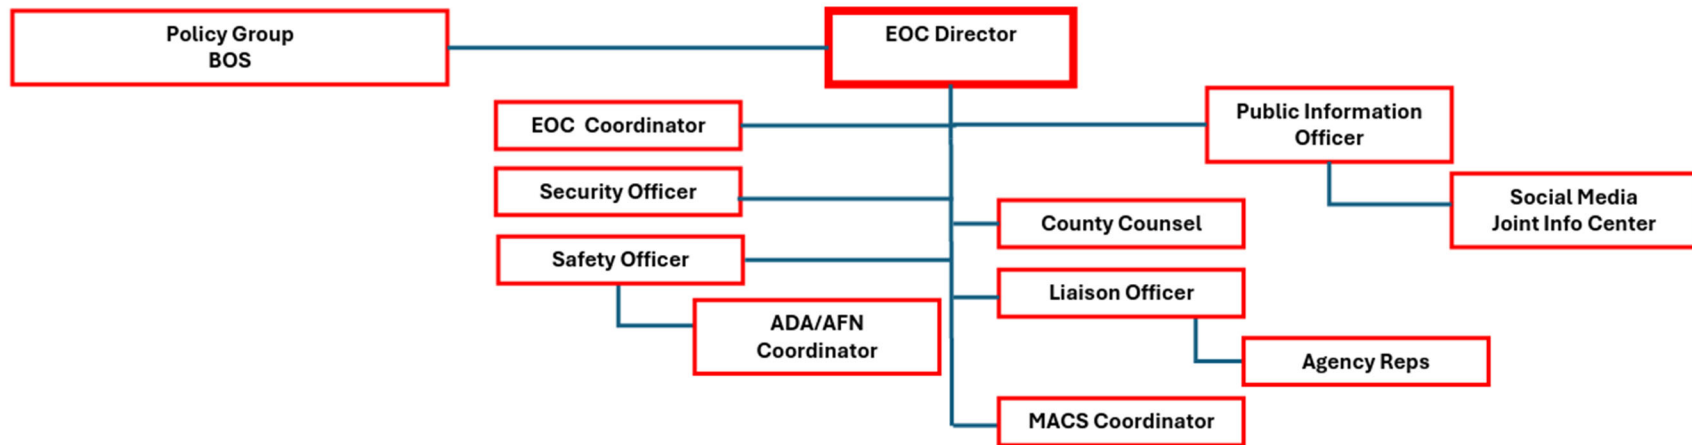 Policy Group
BOS
EOC Director
EOC Coordinator
Public Information
Officer
Security Officer
Social Media
Joint Info Center
County Counsel
Safety Officer
Liaison Officer
ADA/AFN
Coordinator
Agency Reps
MACS Coordinator